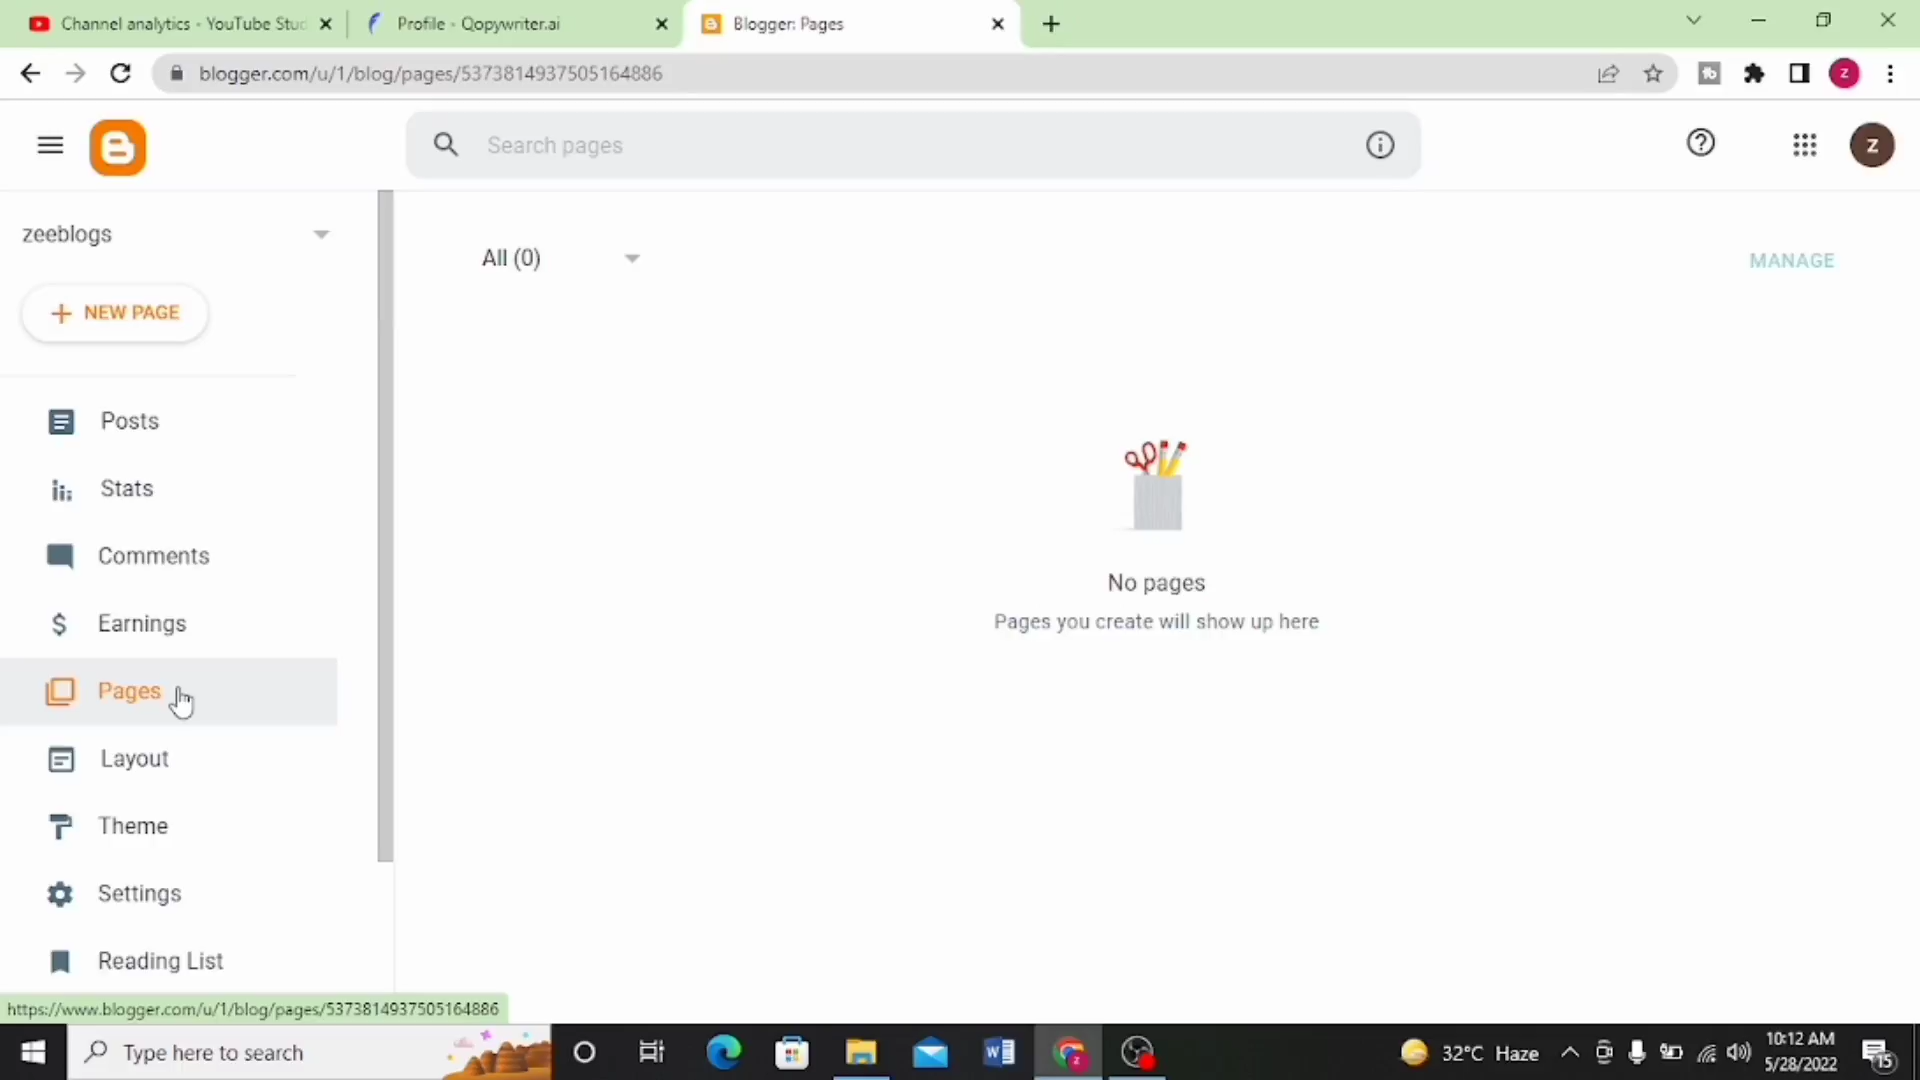 Channel analytics - YouTube Stu
Profile - Qopywriter.ai
Blogger: Pages
blogger.com/u/1/blog/pages/5373814937505164886
Z
Search pages
Z
zeeblogs
All (0)
MANAGE
+ NEW PAGE
Posts
Stats
Comments
Earnings
Pages
Layout
Theme
Settings
Reading List
No pages
Pages you create will show up here
https://www.blogger.com/u/1/blog/pages/5373814937505164886
Type here to search
32°C Haze
10:12 AM
5/28/2022
15